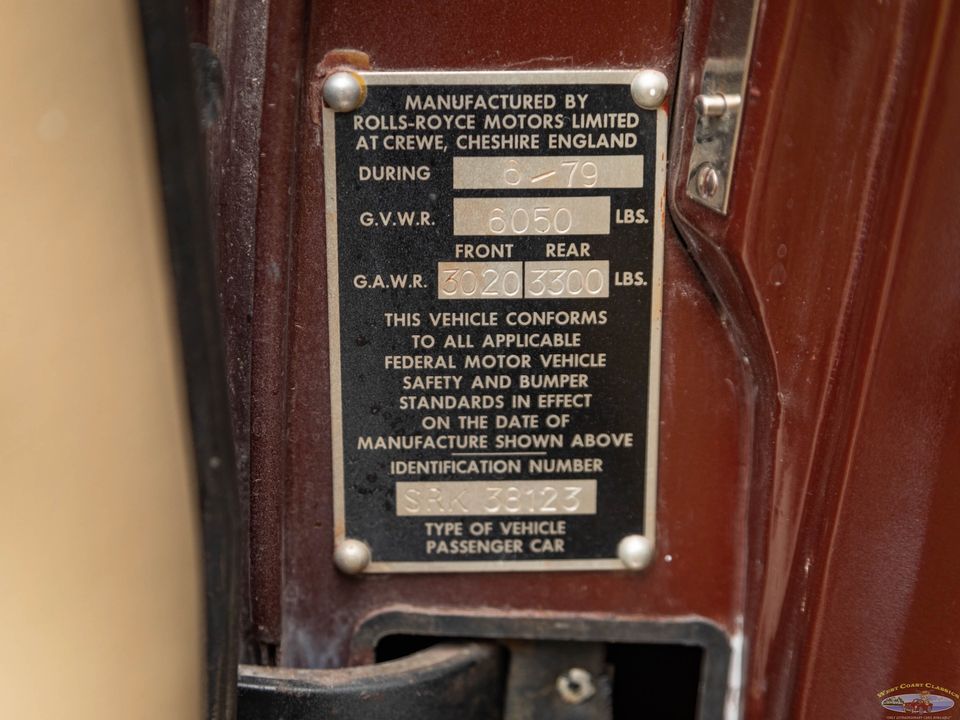 MANUFACTURED BY
ROLLS-ROYCE MOTORS LIMITED
AT CREWE, CHESHIRE ENGLAND
DURING 6-79
G.V.W.R. 6050 LBS.
FRONT REAR
G.A.W.R. 3020 3300 LBS.
THIS VEHICLE CONFORMS
TO ALL APPLICABLE
FEDERAL MOTOR VEHICLE
SAFETY AND BUMPER
STANDARDS IN EFFECT
ON THE DATE OF
MANUFACTURE SHOWN ABOVE
IDENTIFICATION NUMBER
SRK 38123
TYPE OF VEHICLE
PASSENGER CAR
WEST COAST CLASSICS